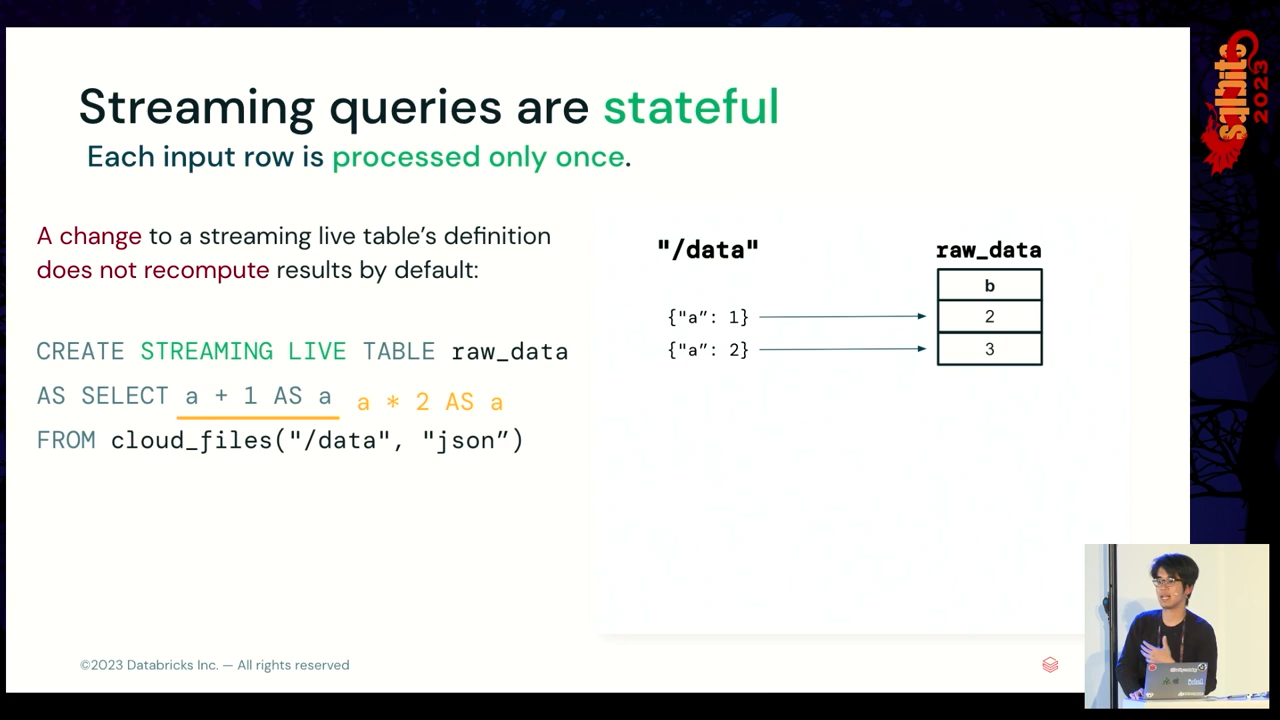 Streaming queries are stateful
Each input row is processed only once.
A change to a streaming live table’s definition
does not recompute results by default:
CREATE STREAMING LIVE TABLE raw_data
AS SELECT a + 1 AS a a * 2 AS a
FROM cloud_files("/data", "json”)
"/data" raw_data
b
{"a”: 1} 2
{"a”: 2} 3
©2023 Databricks Inc. — All rights reserved
sqlbits
2023